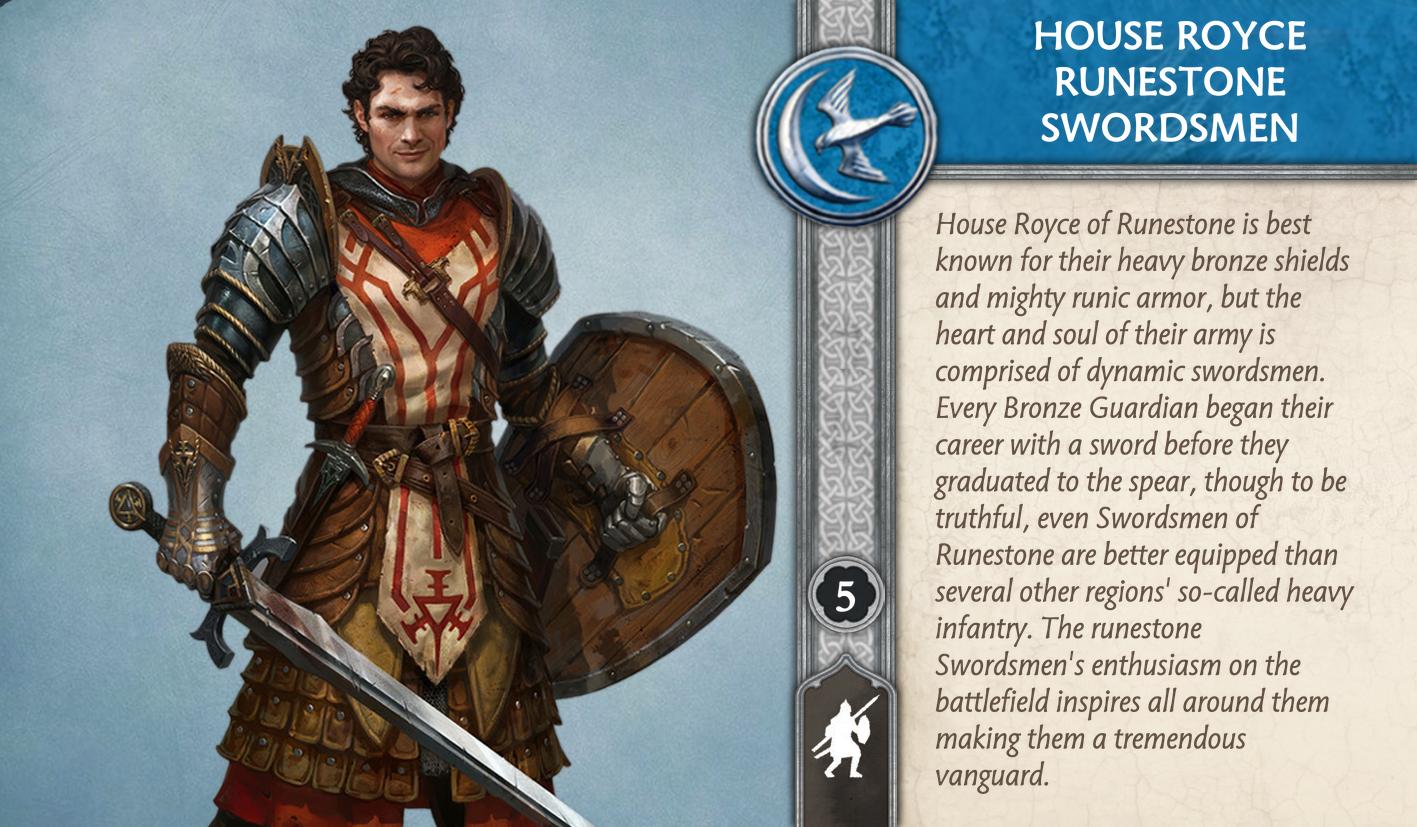 HOUSE ROYCE
RUNESTONE
SWORDSMEN
House Royce of Runestone is best
known for their heavy bronze shields
and mighty runic armor, but the
heart and soul of their army is
comprised of dynamic swordsmen.
Every Bronze Guardian began their
career with a sword before they
graduated to the spear, though to be
truthful, even Swordsmen of
Runestone are better equipped than
several other regions' so-called heavy
infantry. The runestone
Swordsmen's enthusiasm on the
battlefield inspires all around them
making them a tremendous
vanguard.
5